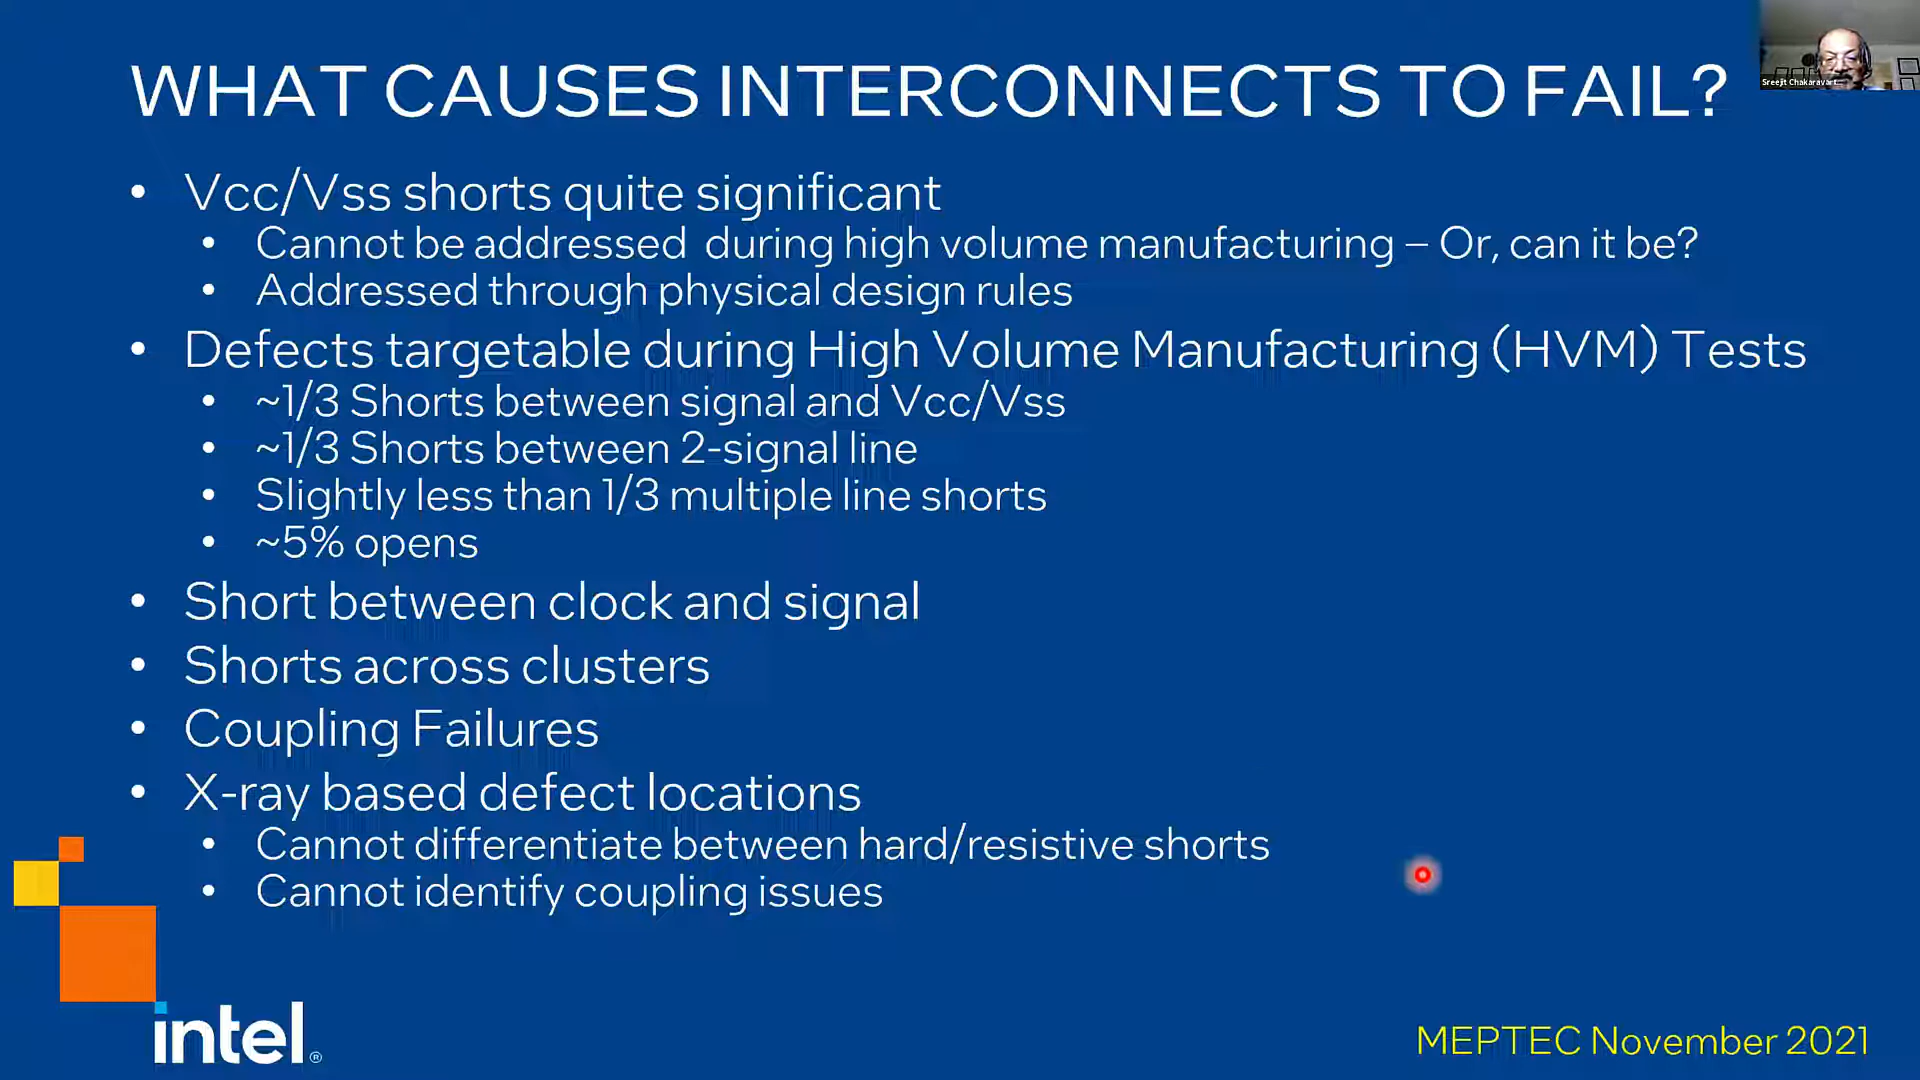 WHAT CAUSES INTERCONNECTS TO FAIL?
Sreejit Chakaravart...
• Vcc/Vss shorts quite significant
• Cannot be addressed during high volume manufacturing – Or, can it be?
• Addressed through physical design rules
• Defects targetable during High Volume Manufacturing (HVM) Tests
• ~1/3 Shorts between signal and Vcc/Vss
• ~1/3 Shorts between 2-signal line
• Slightly less than 1/3 multiple line shorts
• ~5% opens
• Short between clock and signal
• Shorts across clusters
• Coupling Failures
• X-ray based defect locations
• Cannot differentiate between hard/resistive shorts
• Cannot identify coupling issues
intel®
MEPTEC November 2021